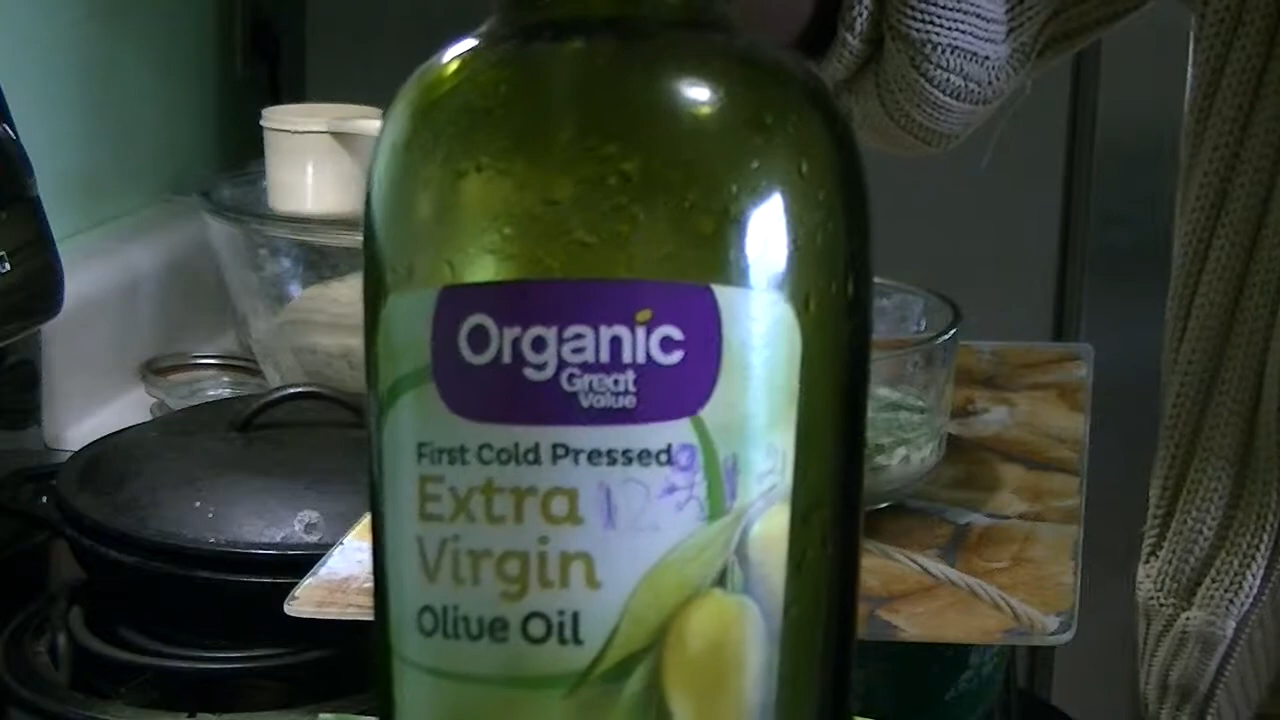 Organic
Great
Value
First Cold Pressed
Extra
Virgin
Olive Oil